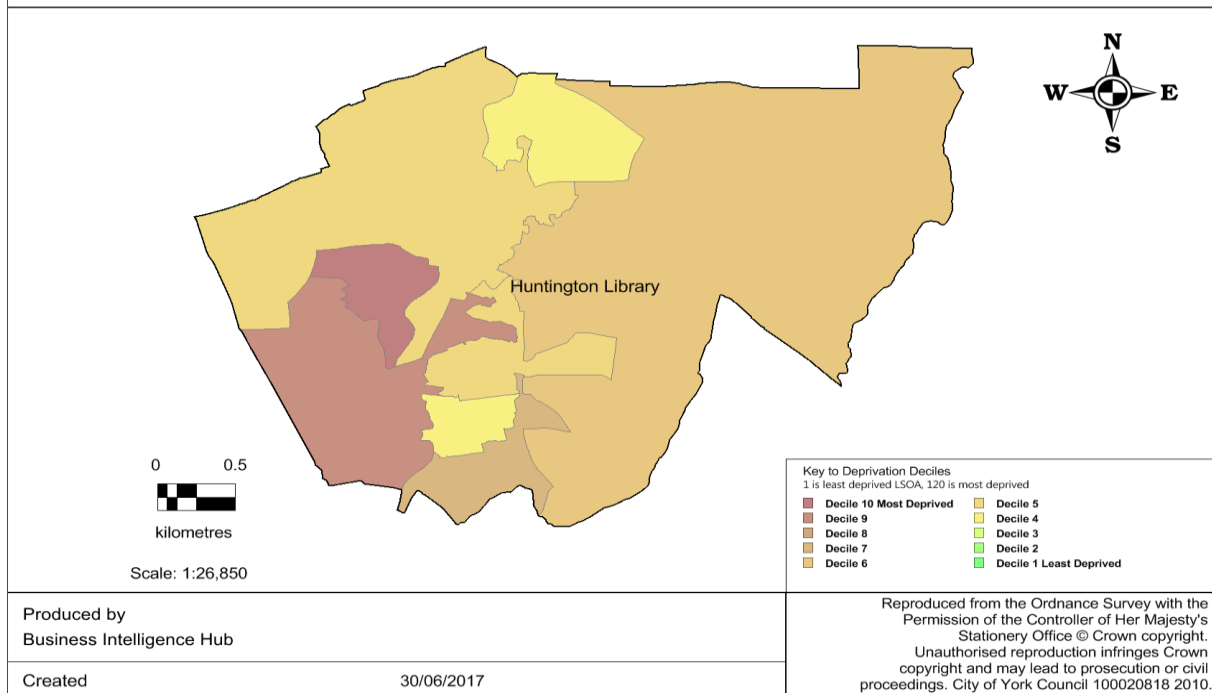 N
W E
S
Huntington Library
0 0.5
kilometres
Scale: 1:26,850
Key to Deprivation Deciles
1 is least deprived LSOA, 120 is most deprived
Decile 10 Most Deprived
Decile 9
Decile 8
Decile 7
Decile 6
Decile 5
Decile 4
Decile 3
Decile 2
Decile 1 Least Deprived
Produced by
Business Intelligence Hub
Created 30/06/2017
Reproduced from the Ordnance Survey with the
Permission of the Controller of Her Majesty's
Stationery Office © Crown copyright.
Unauthorised reproduction infringes Crown
copyright and may lead to prosecution or civil
proceedings. City of York Council 100020818 2010.